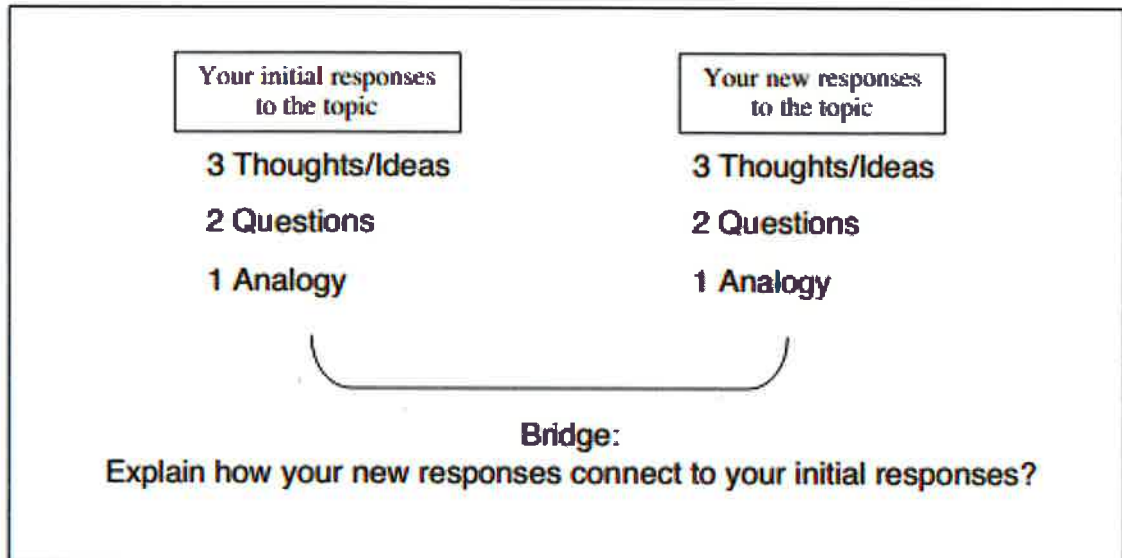 Your initial responses
to the topic
3 Thoughts/Ideas
2 Questions
1 Analogy
Your new responses
to the topic
3 Thoughts/Ideas
2 Questions
1 Analogy
Bridge:
Explain how your new responses connect to your initial responses?